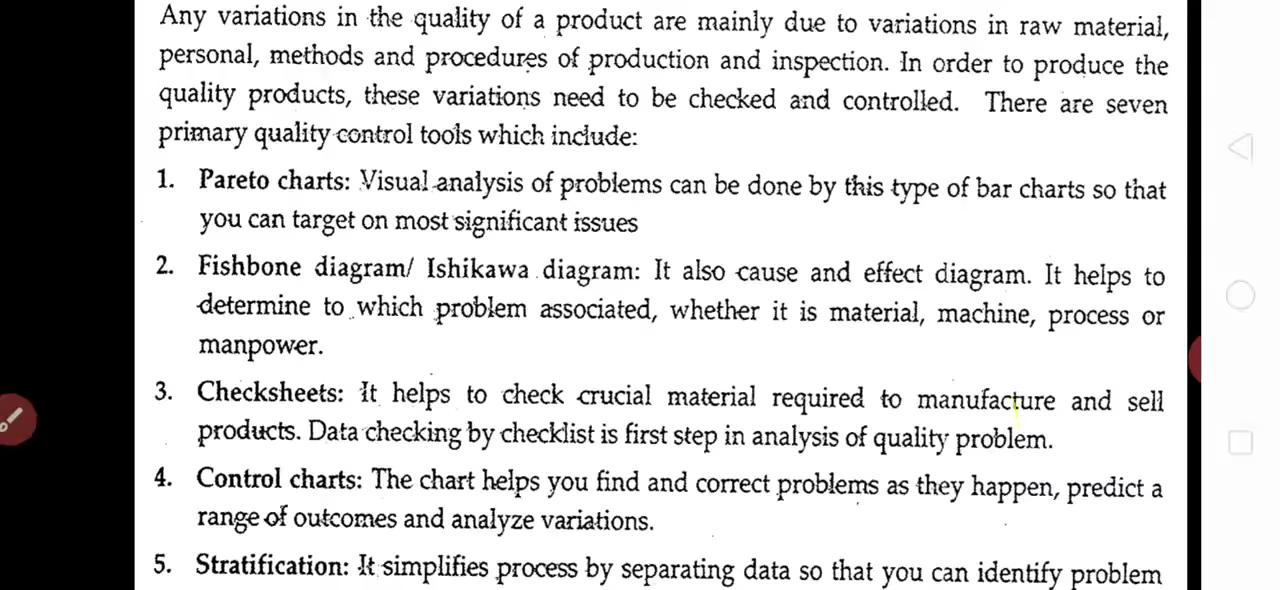 Any variations in the quality of a product are mainly due to variations in raw material,
personal, methods and procedures of production and inspection. In order to produce the
quality products, these variations need to be checked and controlled. There are seven
primary quality control tools which include:
1. Pareto charts: Visual analysis of problems can be done by this type of bar charts so that
you can target on most significant issues
2. Fishbone diagram/ Ishikawa diagram: It also cause and effect diagram. It helps to
determine to which problem associated, whether it is material, machine, process or
manpower.
3. Checksheets: It helps to check crucial material required to manufacture and sell
products. Data checking by checklist is first step in analysis of quality problem.
4. Control charts: The chart helps you find and correct problems as they happen, predict a
range of outcomes and analyze variations.
5. Stratification: It simplifies process by separating data so that you can identify problem